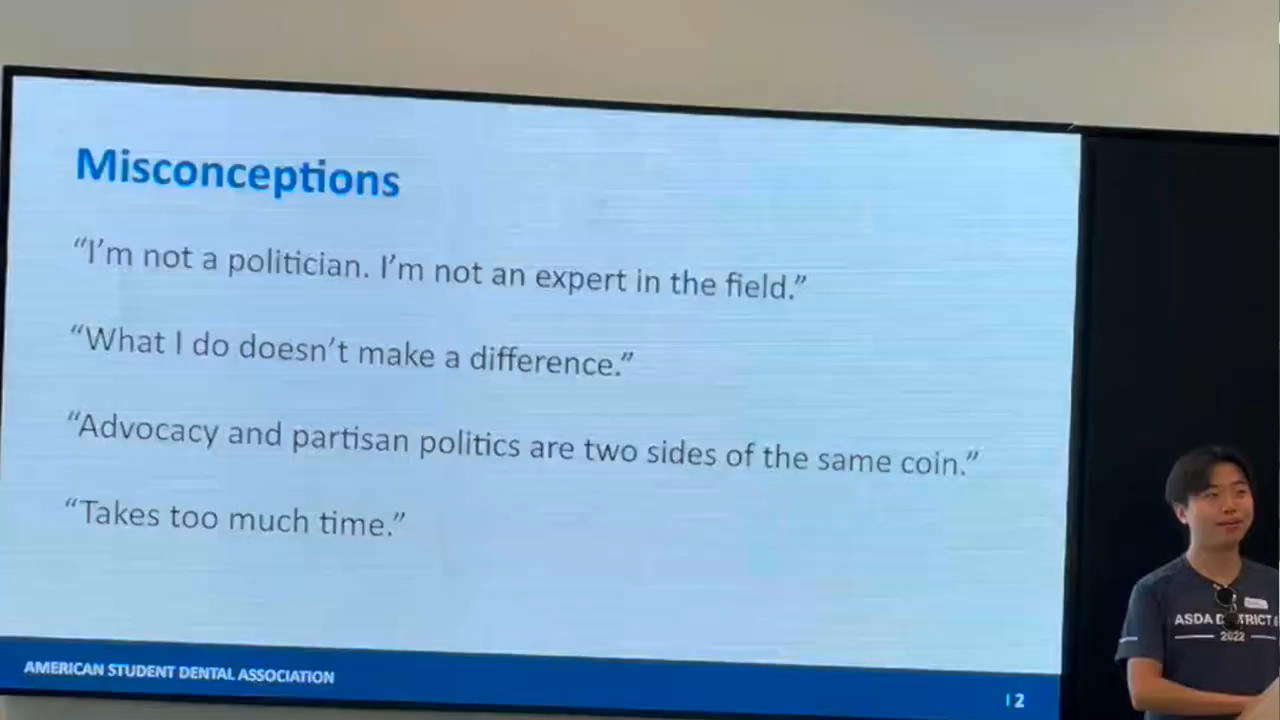 Misconceptions
“I’m not a politician. I’m not an expert in the field.”
“What I do doesn’t make a difference.”
“Advocacy and partisan politics are two sides of the same coin.”
“Takes too much time.”
AMERICAN STUDENT DENTAL ASSOCIATION
| 2
ASDA
2022